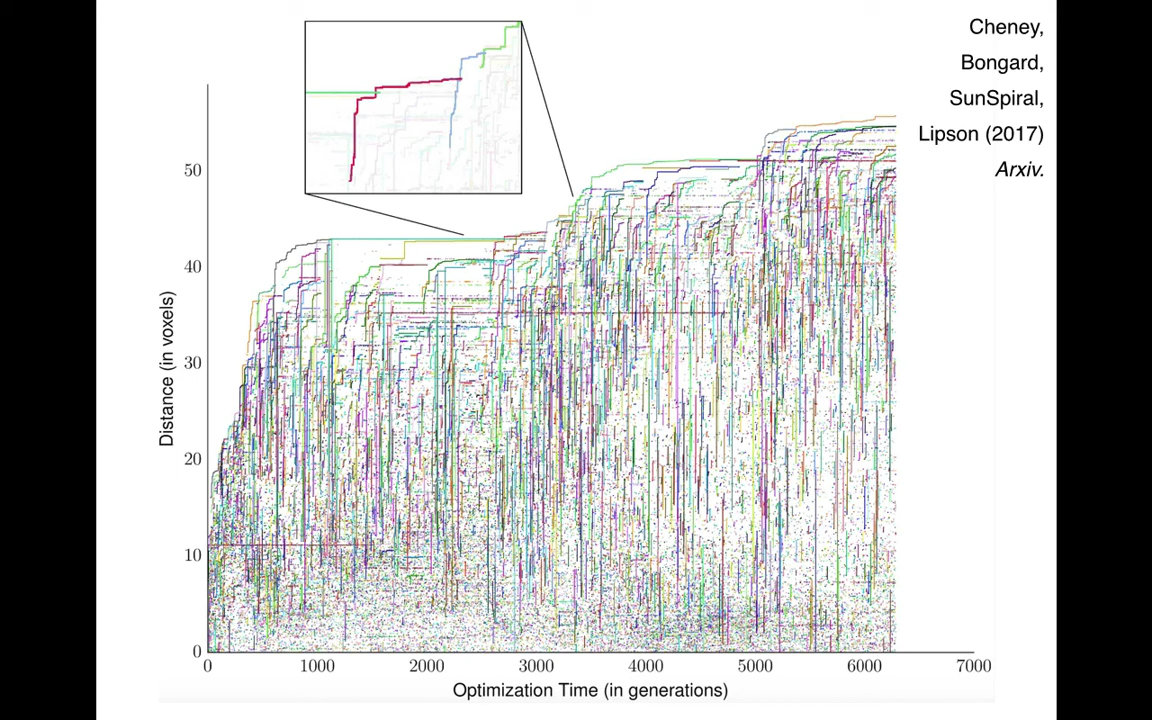 Cheney,
Bongard,
SunSpiral,
Lipson (2017)
Arxiv.
Distance (in voxels)
50
40
30
20
10
0
0 1000 2000 3000 4000 5000 6000 7000
Optimization Time (in generations)